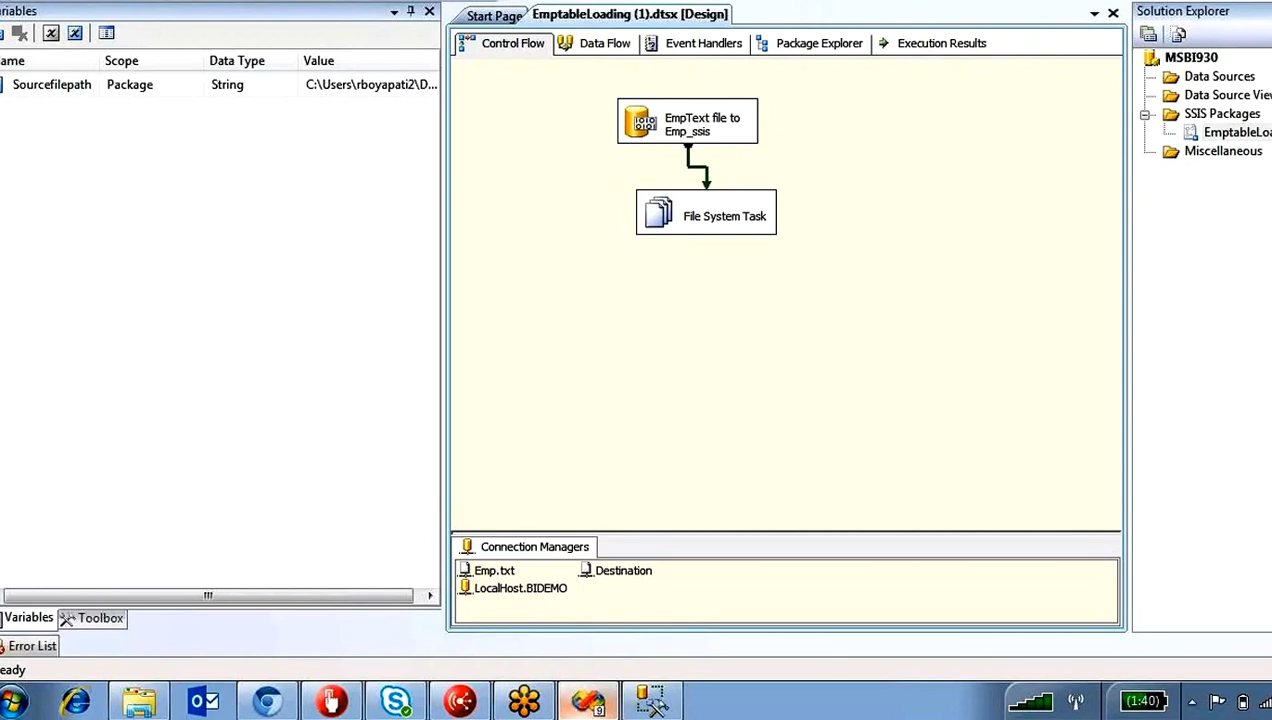 ariables
Start Page
EmptableLoading (1).dtsx [Design]
Solution Explorer
Control Flow
Data Flow
Event Handlers
Package Explorer
Execution Results
ame
Scope
Data Type
Value
Sourcefilepath
Package
String
C:\Users\rboyapati2\D...
MSBI930
Data Sources
Data Source Vie
SSIS Packages
EmptableLoa
Miscellaneous
EmpText file to
Emp_ssis
File System Task
Connection Managers
Emp.txt
Destination
LocalHost.BIDEMO
Variables
Toolbox
Error List
eady
9
(1:40)